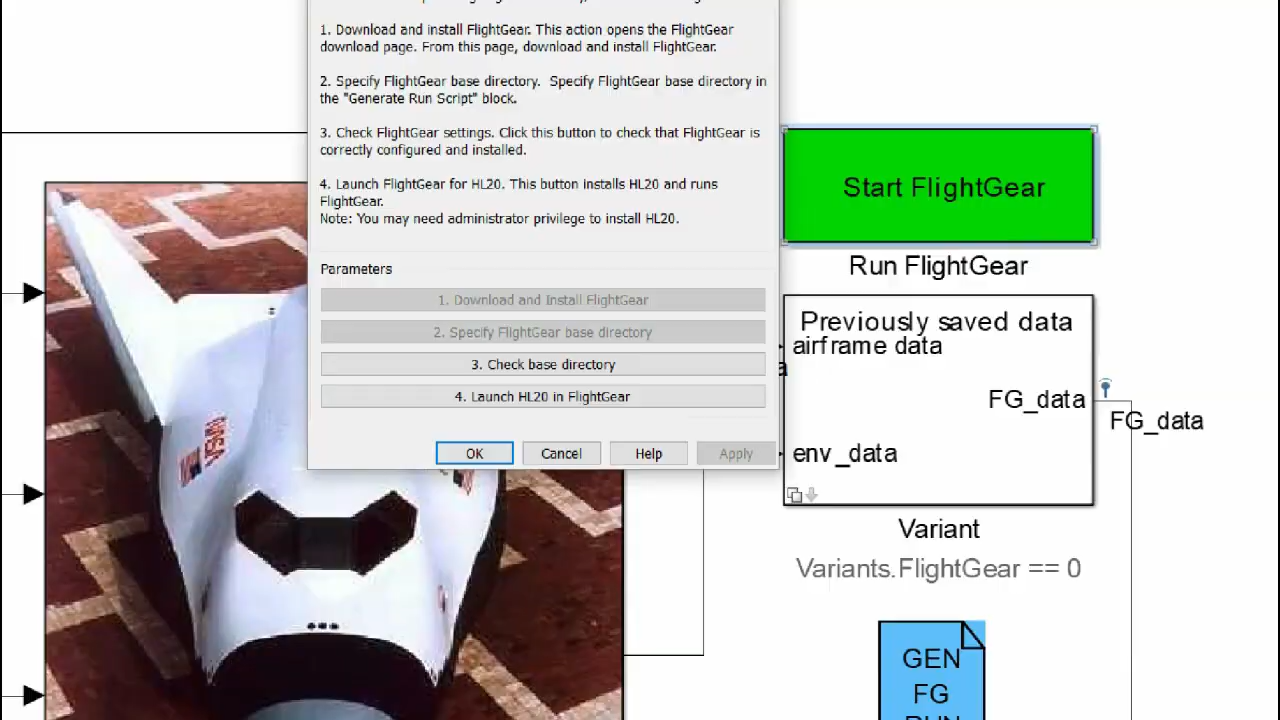 1. Download and install FlightGear. This action opens the FlightGear
download page. From this page, download and install FlightGear.
2. Specify FlightGear base directory.  Specify FlightGear base directory in
the "Generate Run Script" block.
3. Check FlightGear settings. Click this button to check that FlightGear is
correctly configured and installed.
4. Launch FlightGear for HL20. This button installs HL20 and runs
FlightGear.
Note: You may need administrator privilege to install HL20.
Parameters
1. Download and Install FlightGear
2. Specify FlightGear base directory
3. Check base directory
4. Launch HL20 in FlightGear
OK
Cancel
Help
Apply
Start FlightGear
Run FlightGear
Previously saved data
airframe data
FG_data
FG_data
env_data
Variant
Variants.FlightGear == 0
GEN
FG
RUN
NASA